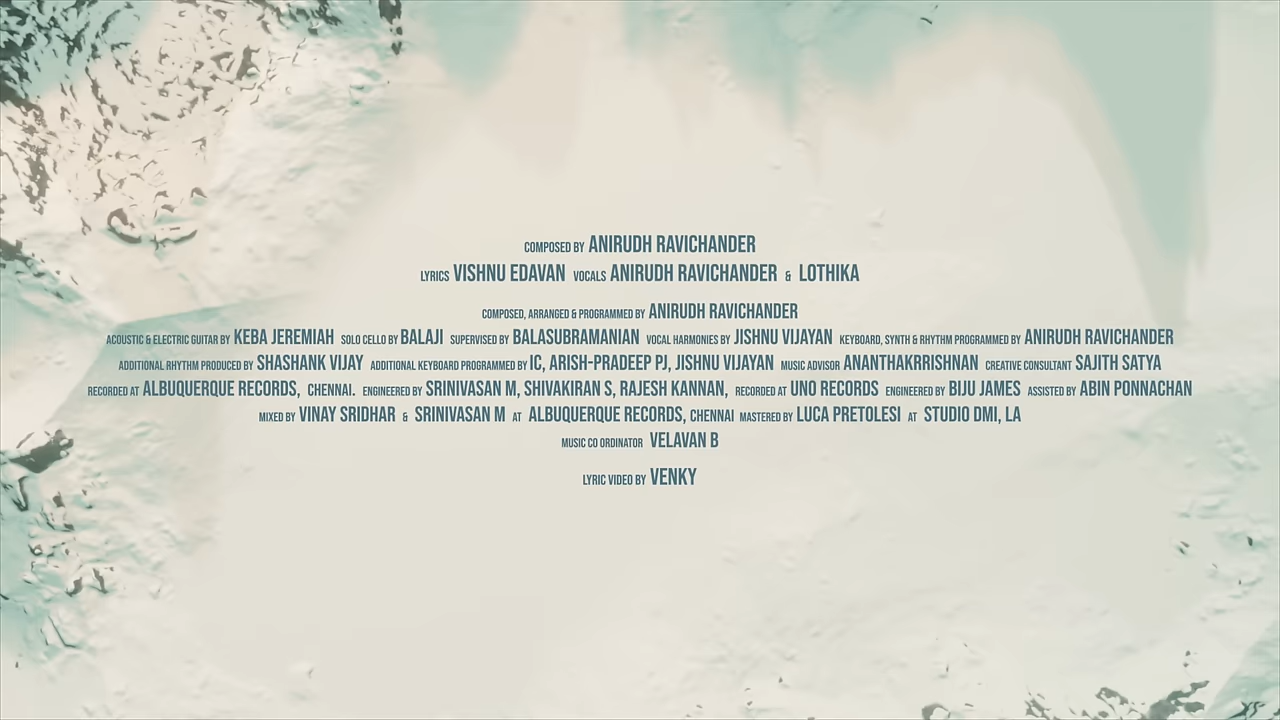 COMPOSED BY ANIRUDH RAVICHANDER
LYRICS VISHNU EDAVAN VOCALS ANIRUDH RAVICHANDER & LOTHIKA
COMPOSED, ARRANGED & PROGRAMMED BY ANIRUDH RAVICHANDER
ACOUSTIC & ELECTRIC GUITAR BY KEBA JEREMIAH SOLO CELLO BY BALAJI SUPERVISED BY BALASUBRAMANIAN VOCAL HARMONIES BY JISHNU VIJAYAN KEYBOARD, SYNTH & RHYTHM PROGRAMMED BY ANIRUDH RAVICHANDER
ADDITIONAL RHYTHM PRODUCED BY SHASHANK VIJAY ADDITIONAL KEYBOARD PROGRAMMED BY IC, ARISH-PRADEEP PJ, JISHNU VIJAYAN MUSIC ADVISOR ANANTHAKRRISHNAN CREATIVE CONSULTANT SAJITH SATYA
RECORDED AT ALBUQUERQUE RECORDS, CHENNAI. ENGINEERED BY SRINIVASAN M, SHIVAKIRAN S, RAJESH KANNAN, RECORDED AT UNO RECORDS ENGINEERED BY BIJU JAMES ASSISTED BY ABIN PONNACHAN
MIXED BY VINAY SRIDHAR & SRINIVASAN M AT ALBUQUERQUE RECORDS, CHENNAI MASTERED BY LUCA PRETOLESI AT STUDIO DMI, LA
MUSIC CO ORDINATOR VELAVAN B
LYRIC VIDEO BY VENKY